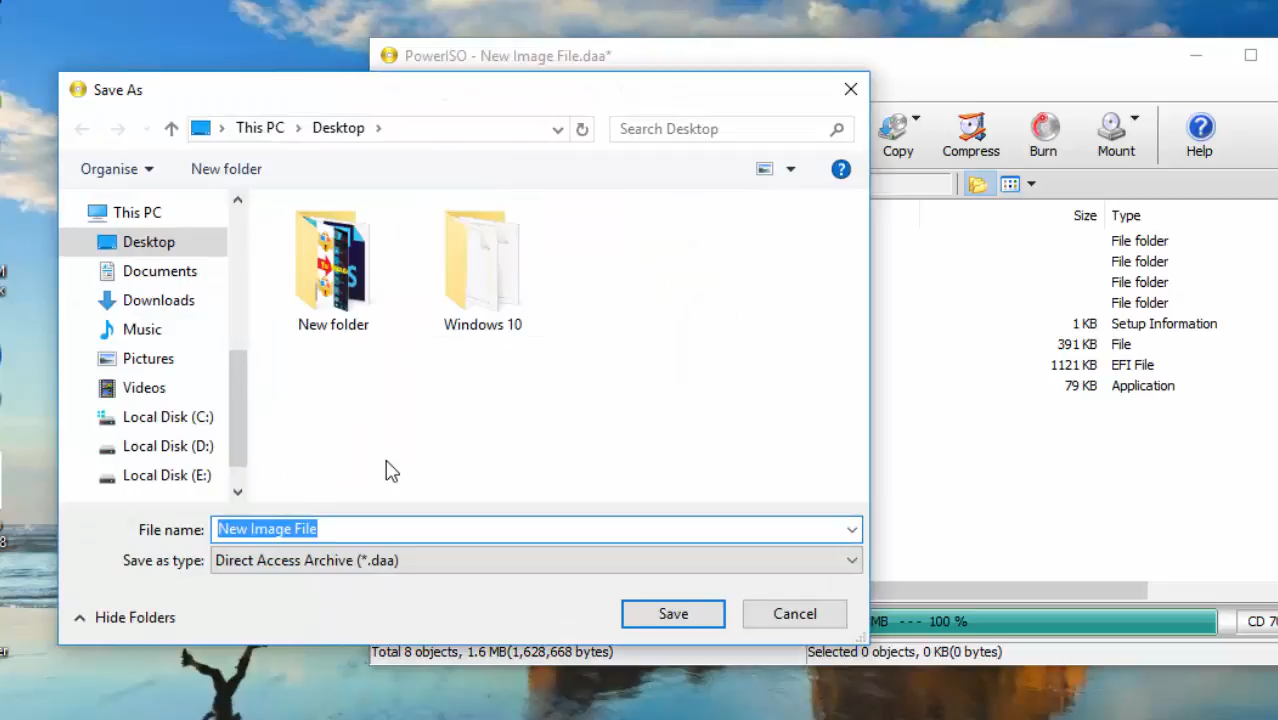 PowerISO - New Image File.daa*
Save As
This PC > Desktop >
Search Desktop
Copy
Compress
Burn
Mount
Help
Organise
New folder
This PC
Desktop
Documents
Downloads
Music
Pictures
Videos
Local Disk (C:)
Local Disk (D:)
Local Disk (E:)
New folder
Windows 10
Size
Type
File folder
File folder
File folder
File folder
1 KB Setup Information
391 KB File
1121 KB EFI File
79 KB Application
File name: New Image File
Save as type: Direct Access Archive (*.daa)
Hide Folders
Save
Cancel
MB --- 100 %
CD 70
Total 8 objects, 1.6 MB(1,628,668 bytes)
Selected 0 objects, 0 KB(0 bytes)